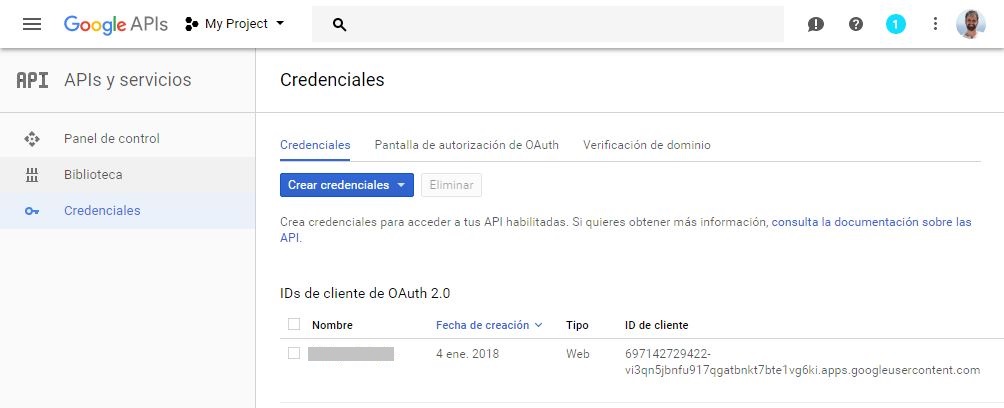 Google APIs My Project
1
API APIs y servicios
Credenciales
Panel de control
Biblioteca
Credenciales
Credenciales Pantalla de autorización de OAuth Verificación de dominio
Crear credenciales Eliminar
Crea credenciales para acceder a tus API habilitadas. Si quieres obtener más información, consulta la documentación sobre las
API.
IDs de cliente de OAuth 2.0
Nombre Fecha de creación Tipo ID de cliente
4 ene. 2018 Web 697142729422-
vi3qn5jbnfu917qgatbnkt7bte1vg6ki.apps.googleusercontent.com